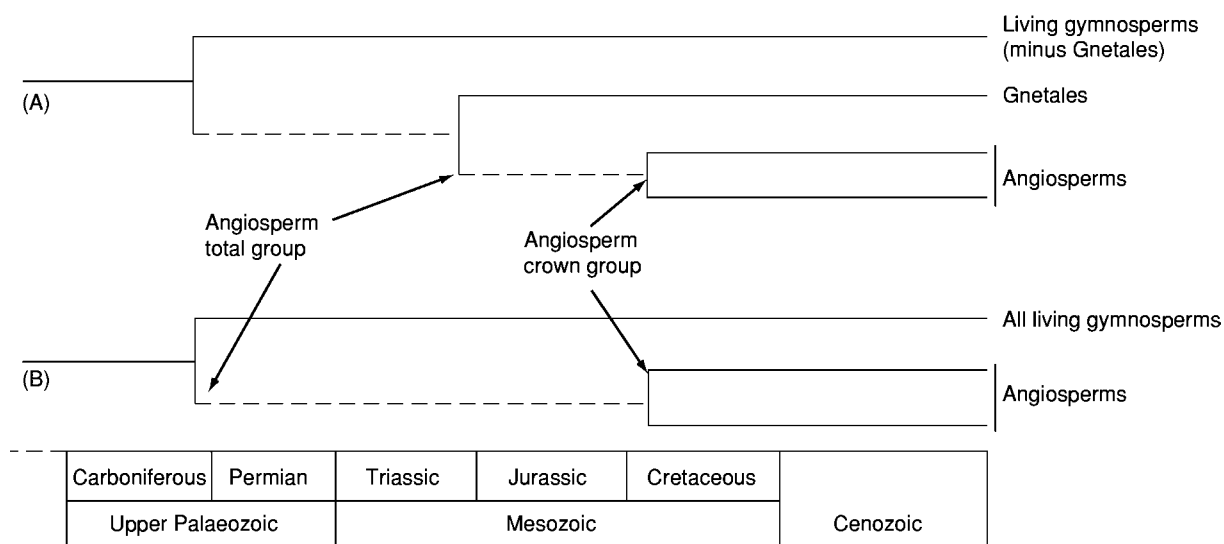 Living gymnosperms
(minus Gnetales)
(A)
Gnetales
Angiosperms
Angiosperm
total group
Angiosperm
crown group
All living gymnosperms
(B)
Angiosperms
Carboniferous Permian Triassic Jurassic Cretaceous
Upper Palaeozoic Mesozoic Cenozoic